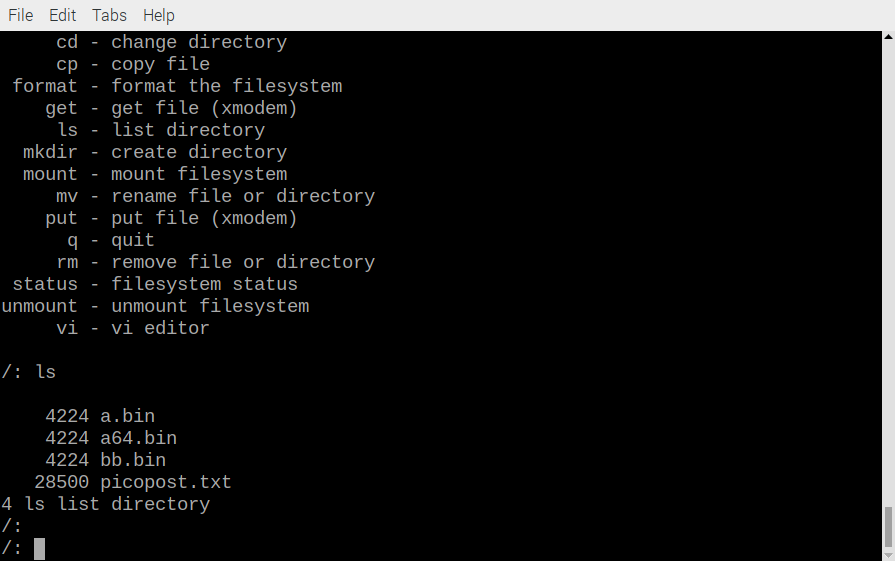 File Edit Tabs Help
cd - change directory
cp - copy file
format - format the filesystem
get - get file (xmodem)
ls - list directory
mkdir - create directory
mount - mount filesystem
mv - rename file or directory
put - put file (xmodem)
q - quit
rm - remove file or directory
status - filesystem status
unmount - unmount filesystem
vi - vi editor
/: ls
4224 a.bin
4224 a64.bin
4224 bb.bin
28500 picopost.txt
4 ls list directory
/:
/: